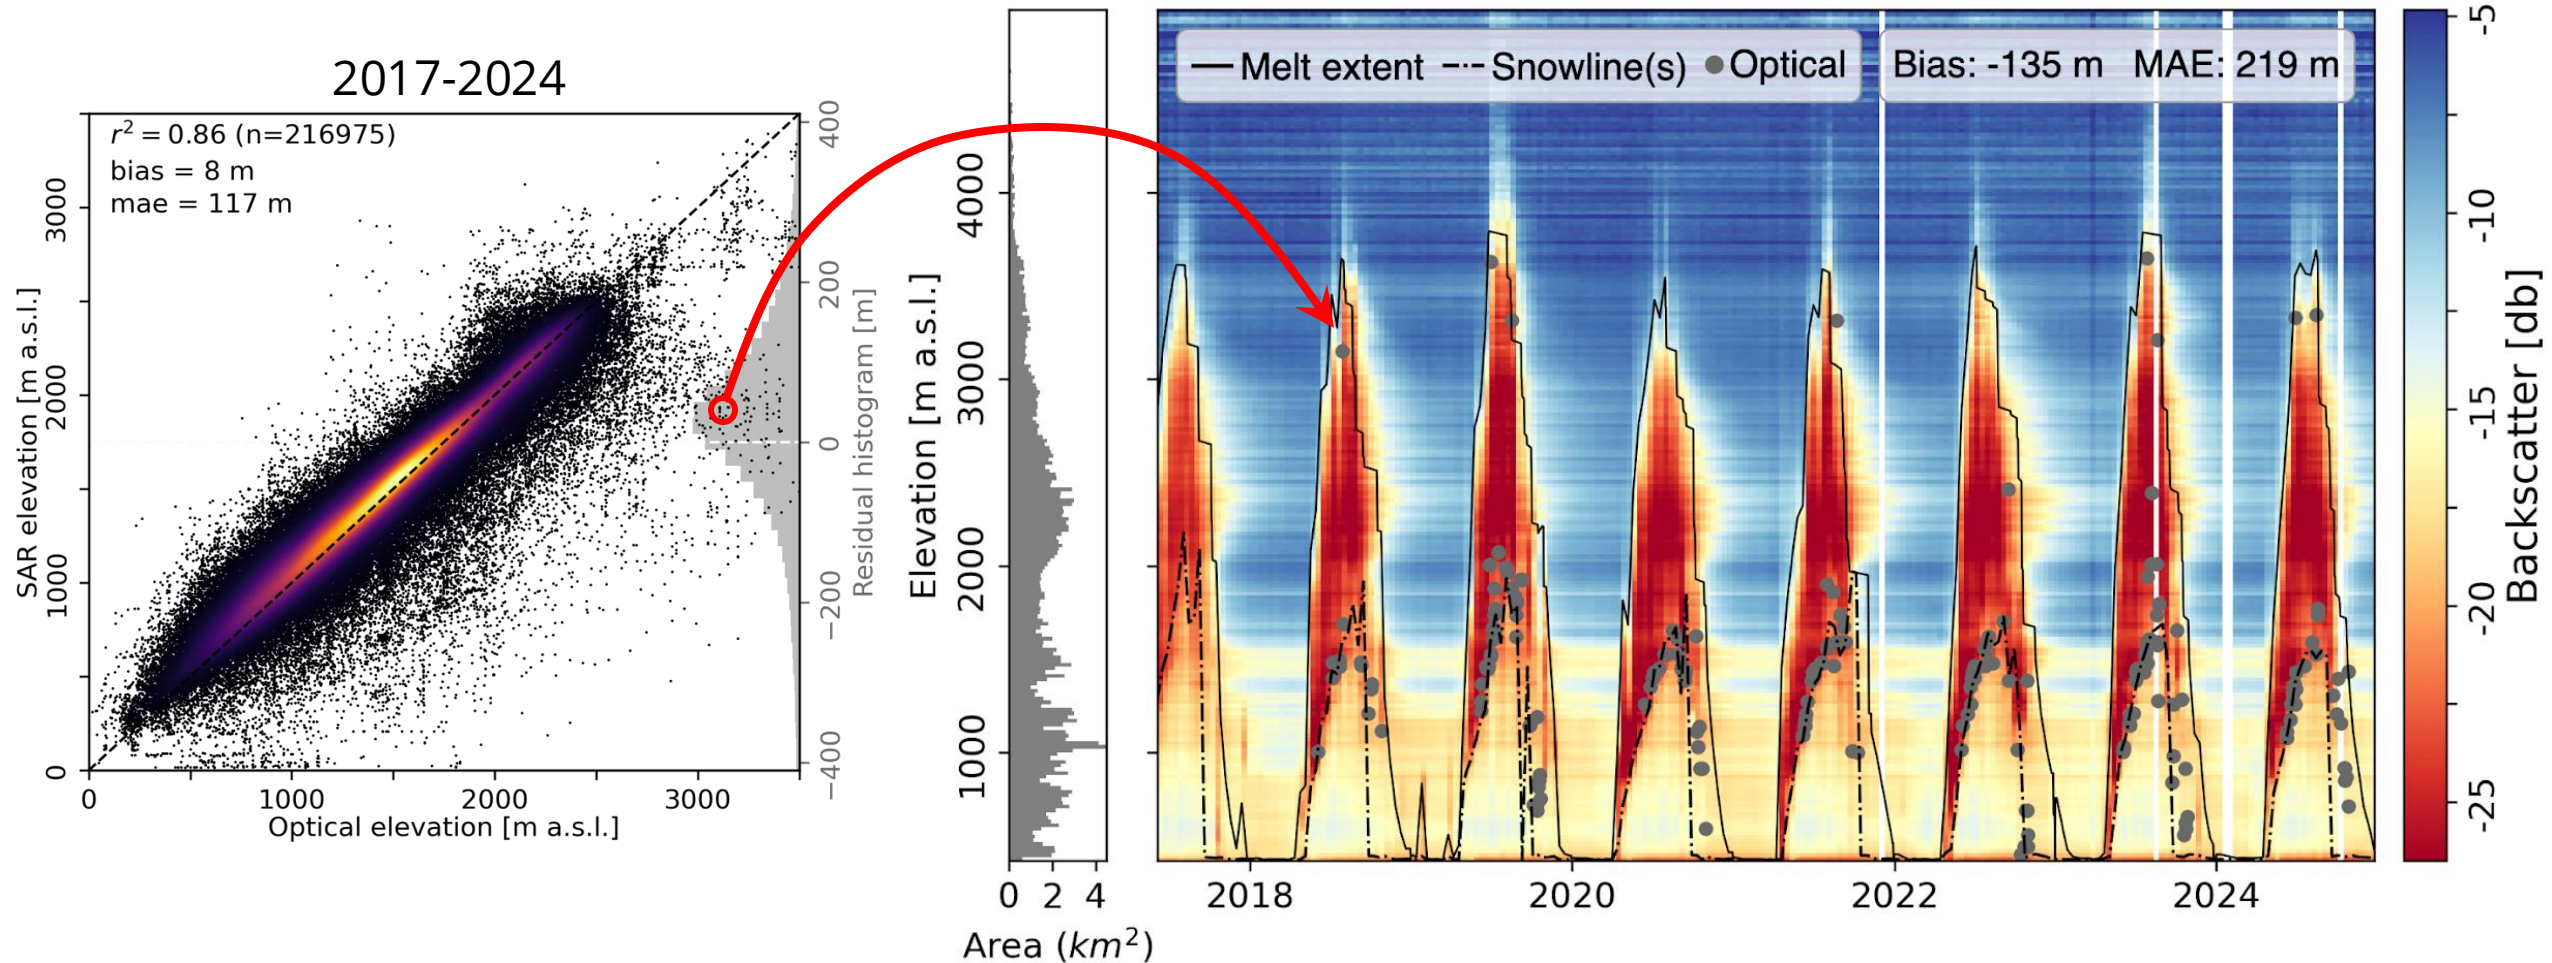 2017-2024
r² = 0.86 (n=216975)
bias = 8 m
mae = 117 m
SAR elevation [m a.s.l.]
0
1000
2000
3000
0
1000
2000
3000
Optical elevation [m a.s.l.]
400
200
0
−200
−400
Residual histogram [m]
Elevation [m a.s.l.]
4000
3000
2000
1000
0 2 4
Area (km²)
Melt extent Snowline(s) Optical
Bias: -135 m MAE: 219 m
2018
2020
2022
2024
-5
-10
-15
-20
-25
Backscatter [db]